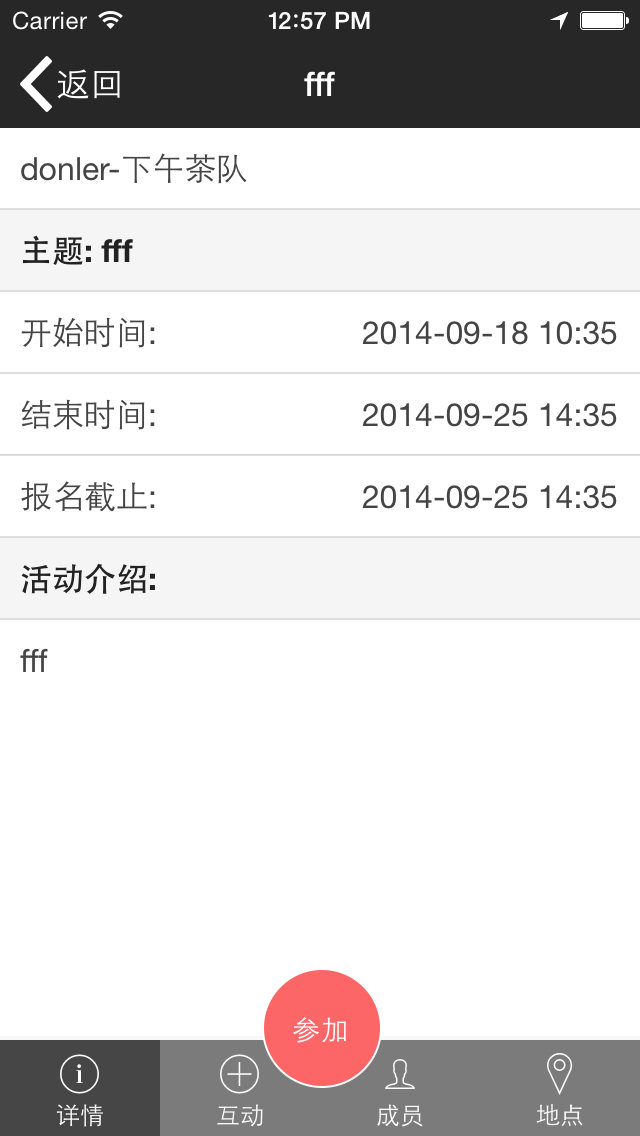 Carrier 12:57 PM
返回 fff
donler-下午茶队
主题: fff
开始时间: 2014-09-18 10:35
结束时间: 2014-09-25 14:35
报名截止: 2014-09-25 14:35
活动介绍:
fff
参加
详情 互动 成员 地点